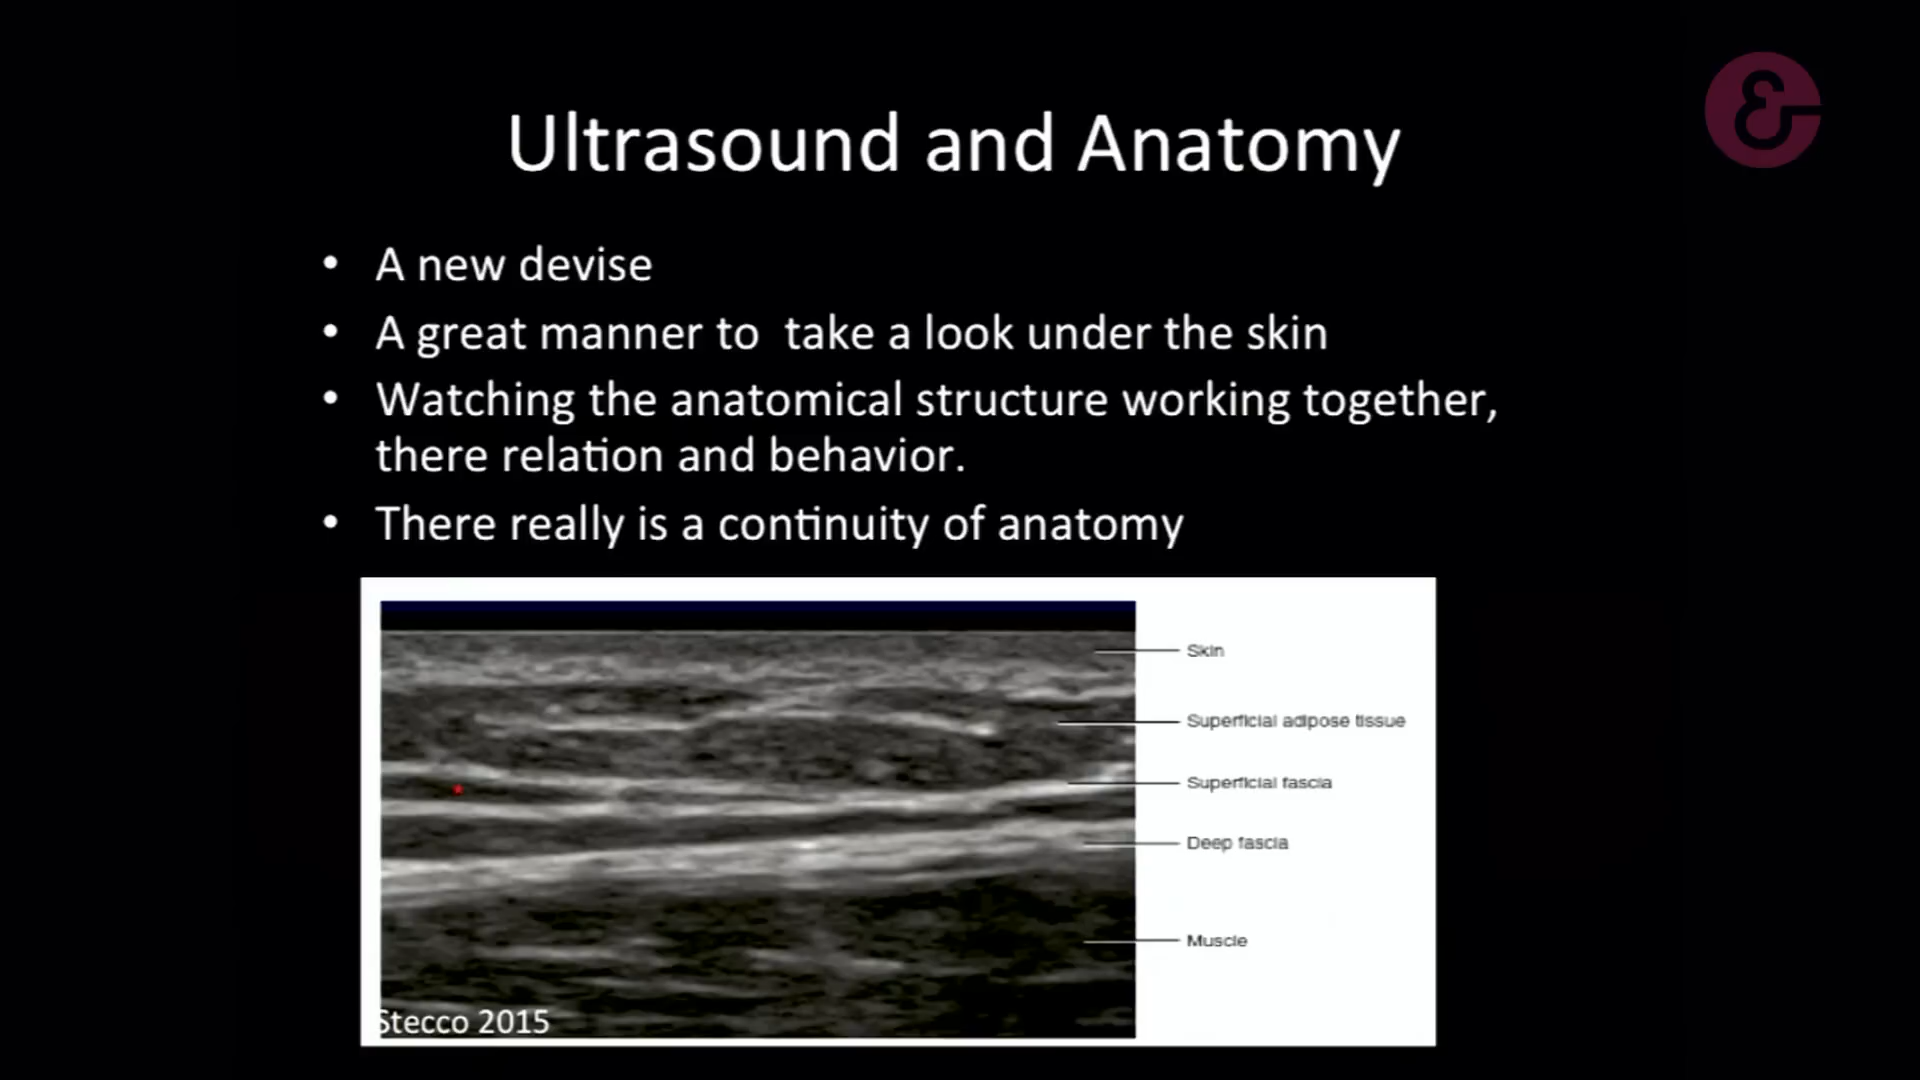 &
Ultrasound and Anatomy
• A new devise
• A great manner to  take a look under the skin
• Watching the anatomical structure working together,
there relation and behavior.
• There really is a continuity of anatomy
Skin
Superficial adipose tissue
Superficial fascia
Deep fascia
Muscle
Stecco 2015